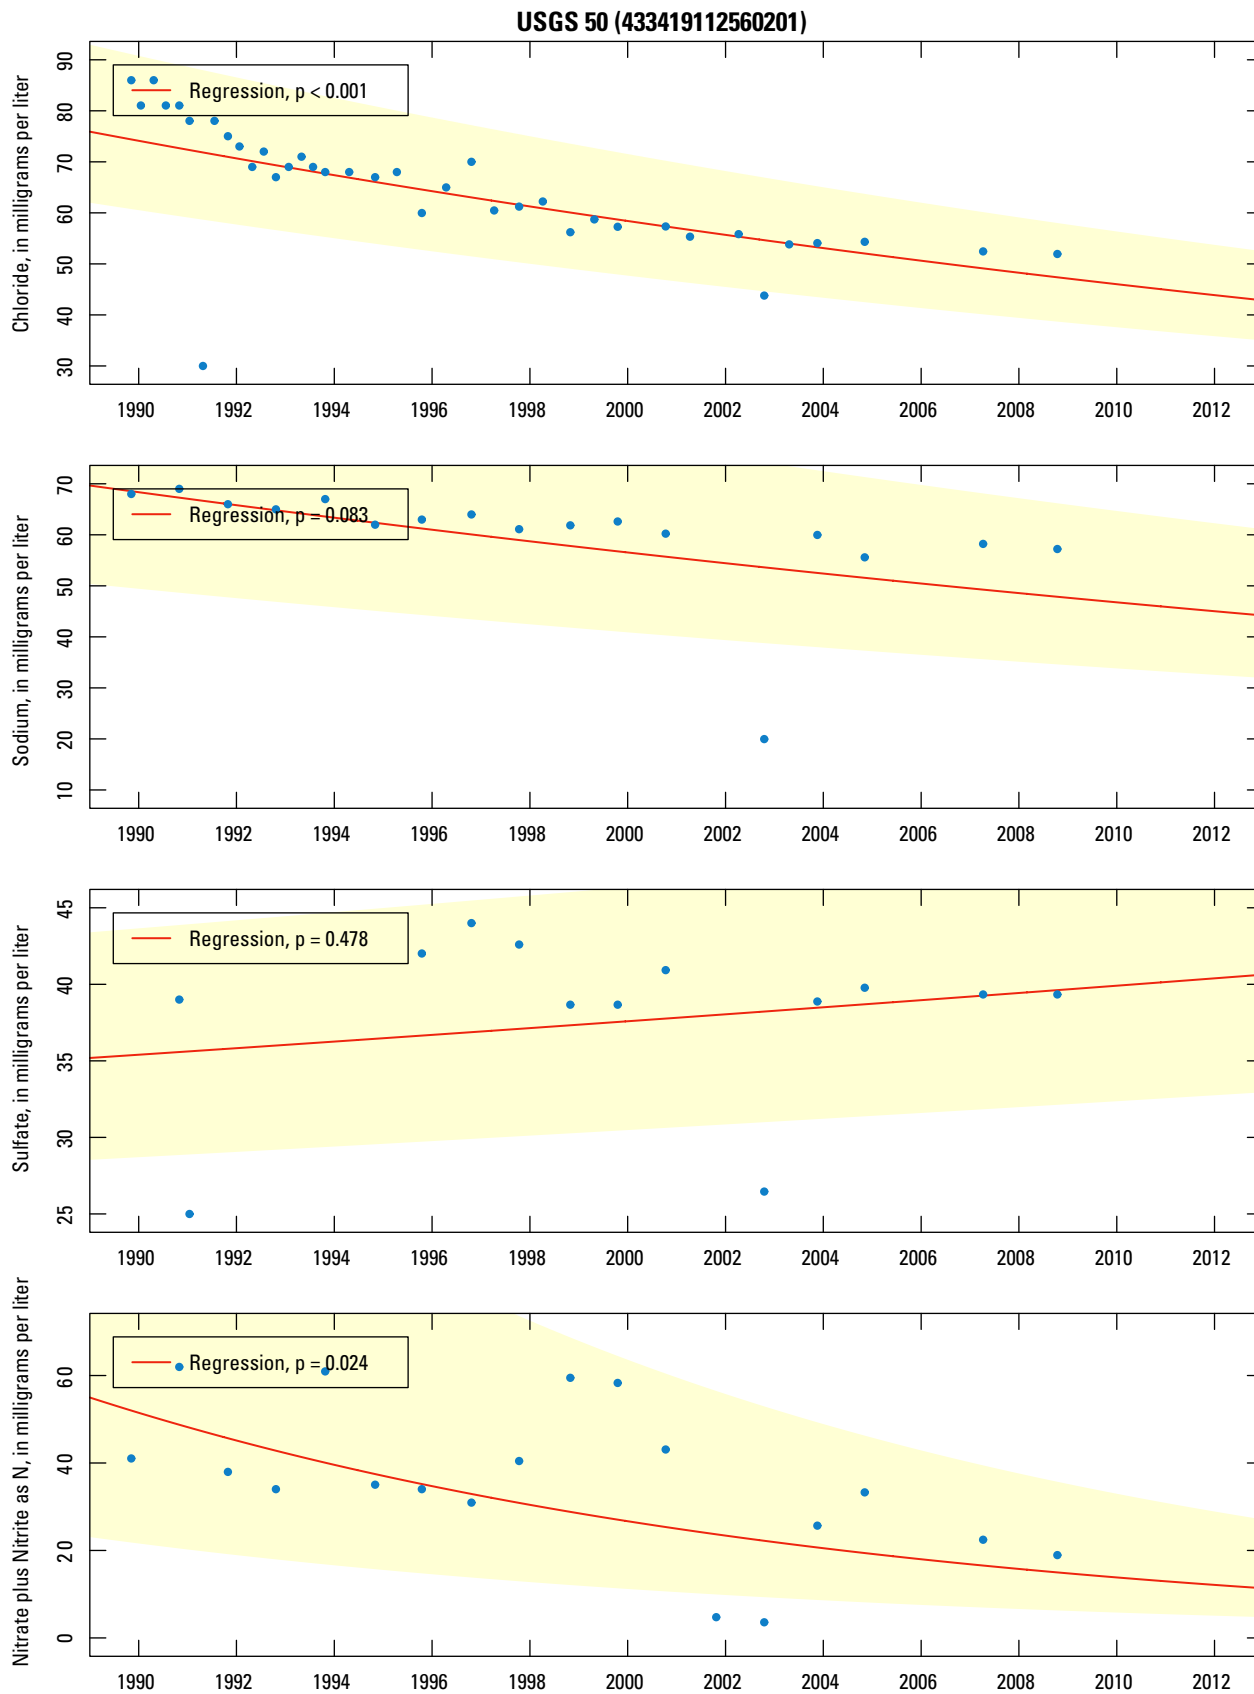 USGS 50 (433419112560201)
Chloride, in milligrams per liter
90
80
70
60
50
40
30
Regression, p < 0.001
1990 1992 1994 1996 1998 2000 2002 2004 2006 2008 2010 2012
Sodium, in milligrams per liter
70
60
50
40
30
20
10
Regression, p = 0.083
1990 1992 1994 1996 1998 2000 2002 2004 2006 2008 2010 2012
Sulfate, in milligrams per liter
45
40
35
30
25
Regression, p = 0.478
1990 1992 1994 1996 1998 2000 2002 2004 2006 2008 2010 2012
Nitrate plus Nitrite as N, in milligrams per liter
60
40
20
0
Regression, p = 0.024
1990 1992 1994 1996 1998 2000 2002 2004 2006 2008 2010 2012